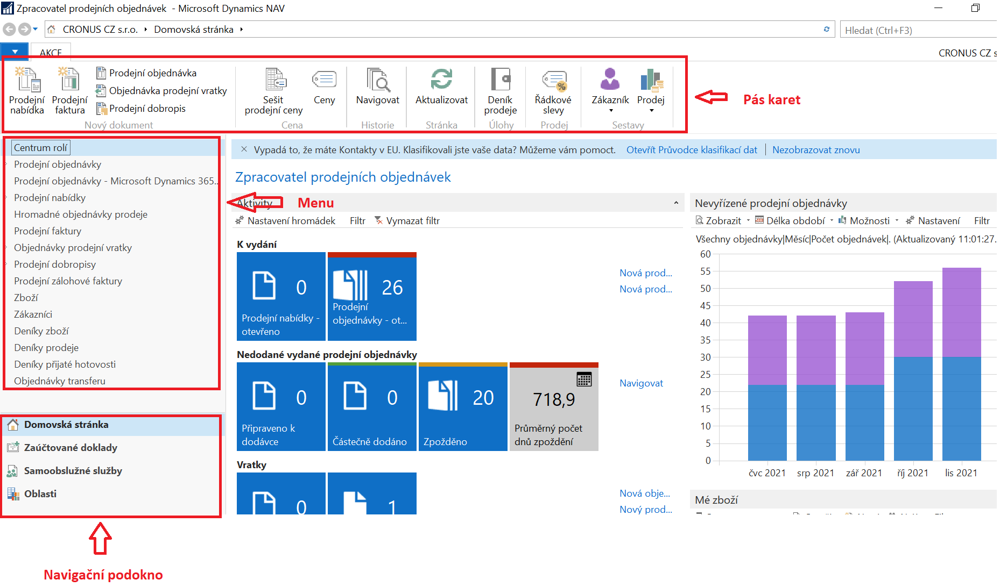 Zpracovatel prodejních objednávek - Microsoft Dynamics NAV
CRONUS CZ s.r.o. Domovská stránka
Hledat (Ctrl+F3)
AKCE
CRONUS CZ s
Prodejní nabídka
Prodejní faktura
Prodejní objednávka
Objednávka prodejní vratky
Prodejní dobropis
Nový dokument
Sešit prodejní ceny
Ceny
Cena
Navigovat
Historie
Aktualizovat
Stránka
Deník prodeje
Úlohy
Řádkové slevy
Prodej
Zákazník
Prodej
Sestavy
Pás karet
Centrum rolí
Prodejní objednávky
Prodejní objednávky - Microsoft Dynamics 365..
Prodejní nabídky
Hromadné objednávky prodeje
Prodejní faktury
Objednávky prodejní vratky
Prodejní dobropisy
Prodejní zálohové faktury
Zboží
Zákazníci
Deníky zboží
Deníky prodeje
Deníky přijaté hotovosti
Objednávky transferu
Menu
Domovská stránka
Zaúčtované doklady
Samoobslužné služby
Oblasti
Navigační podokno
Vypadá to, že máte Kontakty v EU. Klasifikovali jste vaše data? Můžeme vám pomoct. Otevřít Průvodce klasifikací dat Nezobrazovat znovu
Zpracovatel prodejních objednávek
Aktivity
Nastavení hromádek Filtr Vymazat filtr
K vydání
0
Prodejní nabídky - otevřeno
26
Prodejní objednávky - ot...
Nová prod...
Nová prod...
Nedodané vydané prodejní objednávky
0
Připraveno k dodávce
0
Částečně dodáno
20
Zpožděno
718,9
Průměrný počet dnů zpoždění
Navigovat
Vratky
0
1
Nová obje...
Nový prod...
Nevyřízené prodejní objednávky
Zobrazit Délka období Možnosti Nastavení Filtr
Všechny objednávky|Měsíc|Počet objednávek|. (Aktualizovaný 11:01:27.
60
55
50
45
40
35
30
25
20
15
10
5
0
čvc 2021 srp 2021 zář 2021 říj 2021 lis 2021
Mé zboží